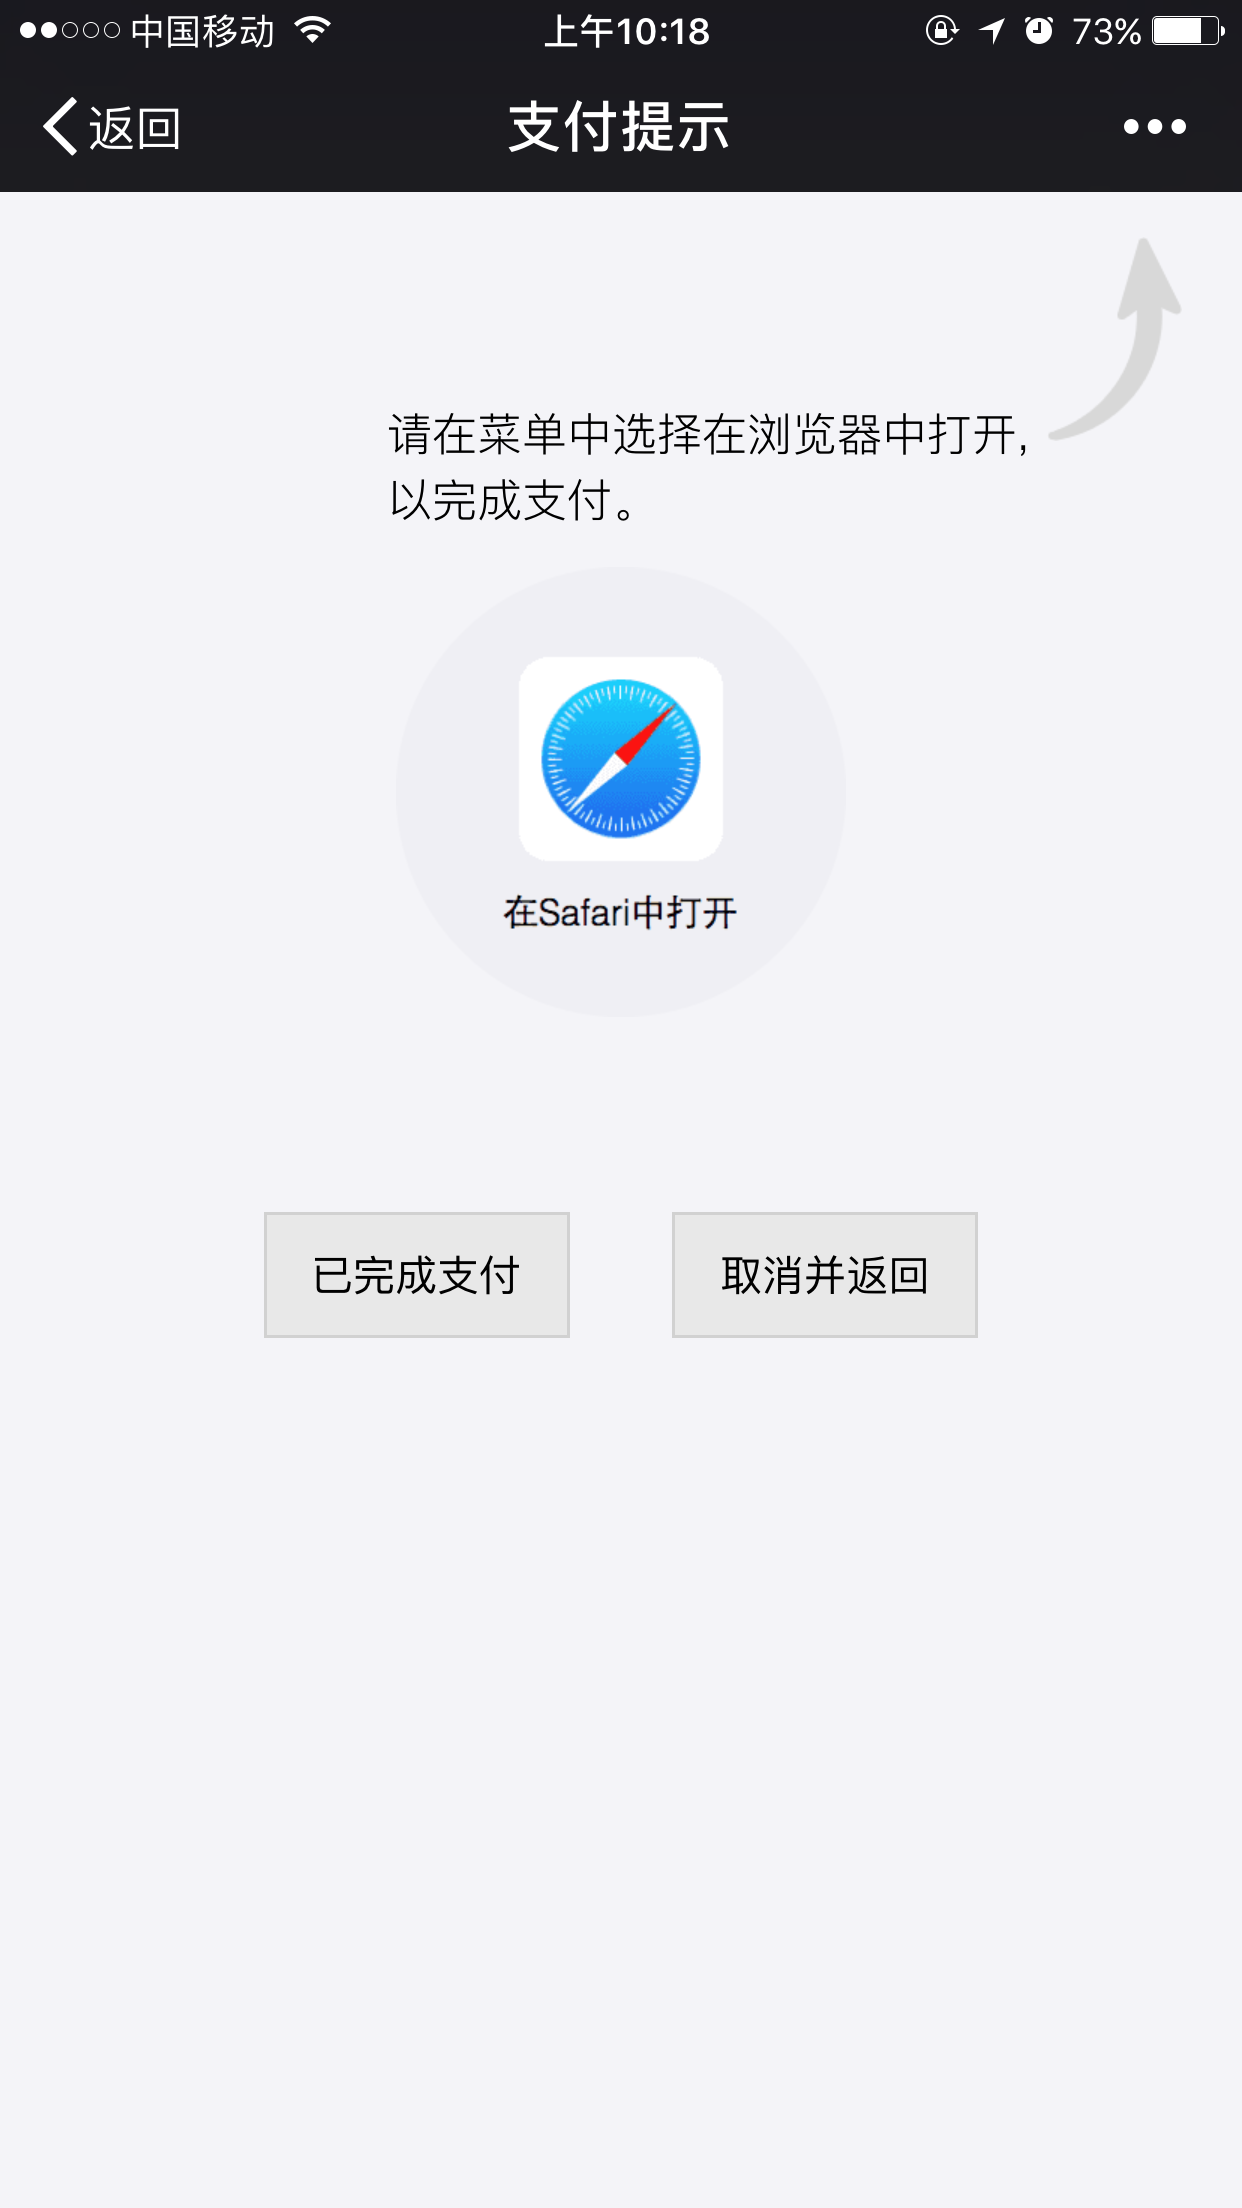 中国移动 上午10:18 73%
返回 支付提示
请在菜单中选择在浏览器中打开,
以完成支付。
在Safari中打开
已完成支付 取消并返回